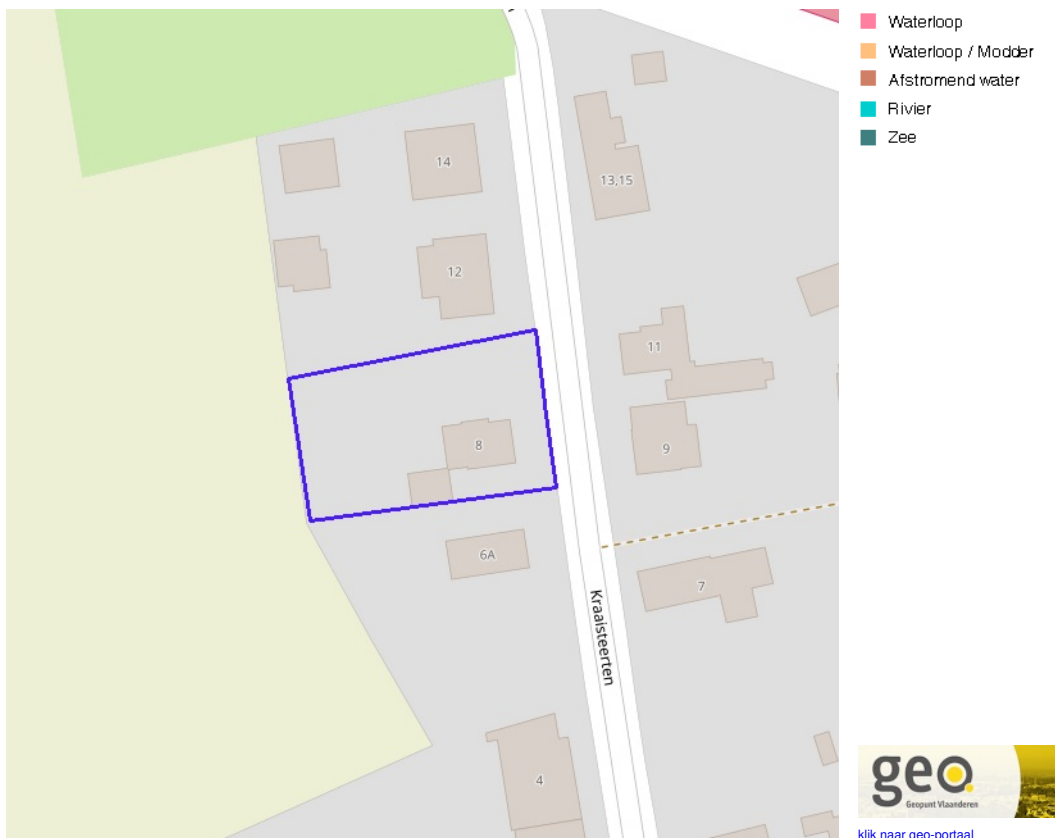 Waterloop
Waterloop / Modder
Afstromend water
Rivier
Zee
14
13,15
12
11
8
9
6A
7
Kraaisteerten
4
geo.
Geopunt Vlaanderen
klik naar geo-portaal